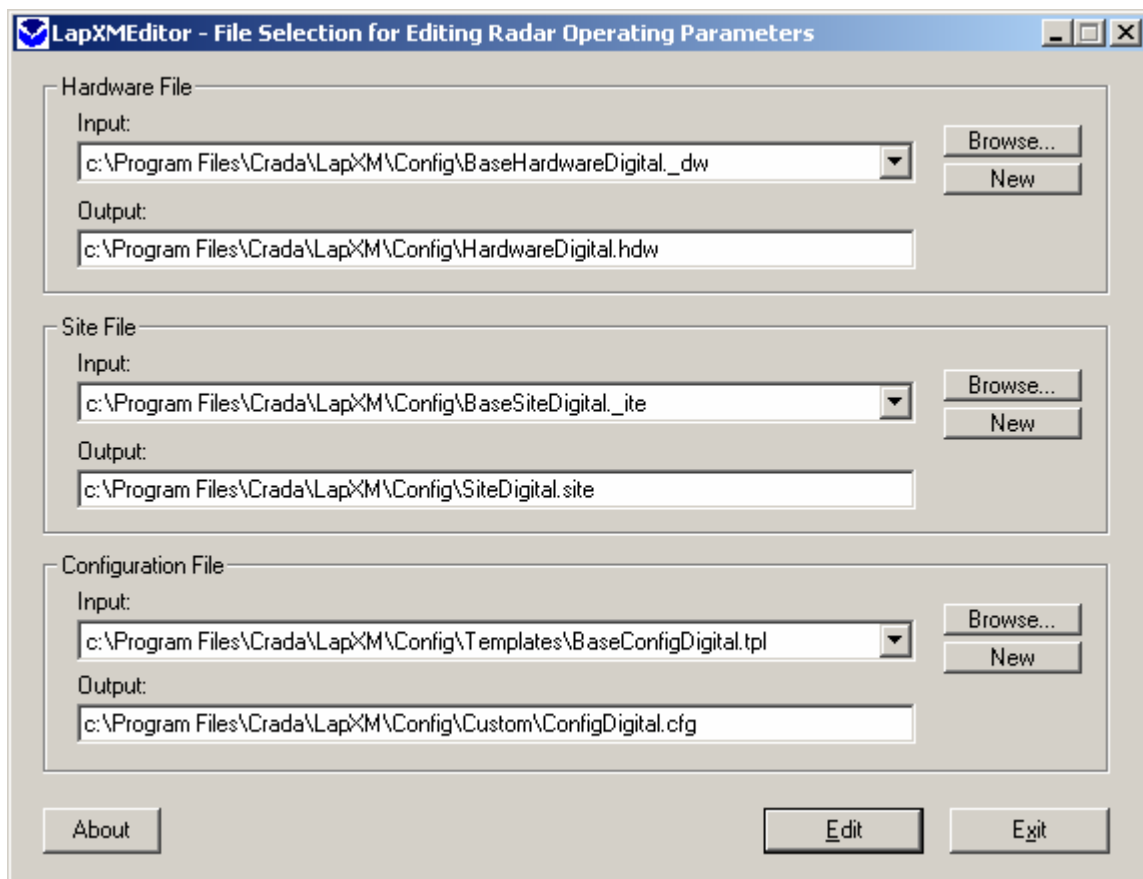 LapXMEditor - File Selection for Editing Radar Operating Parameters
Hardware File
Input:
c:\Program Files\Crada\LapXM\Config\BaseHardwareDigital._dw
Browse...
New
Output:
c:\Program Files\Crada\LapXM\Config\HardwareDigital.hdw
Site File
Input:
c:\Program Files\Crada\LapXM\Config\BaseSiteDigital._ite
Browse...
New
Output:
c:\Program Files\Crada\LapXM\Config\SiteDigital.site
Configuration File
Input:
c:\Program Files\Crada\LapXM\Config\Templates\BaseConfigDigital.tpl
Browse...
New
Output:
c:\Program Files\Crada\LapXM\Config\Custom\ConfigDigital.cfg
About
Edit
Exit